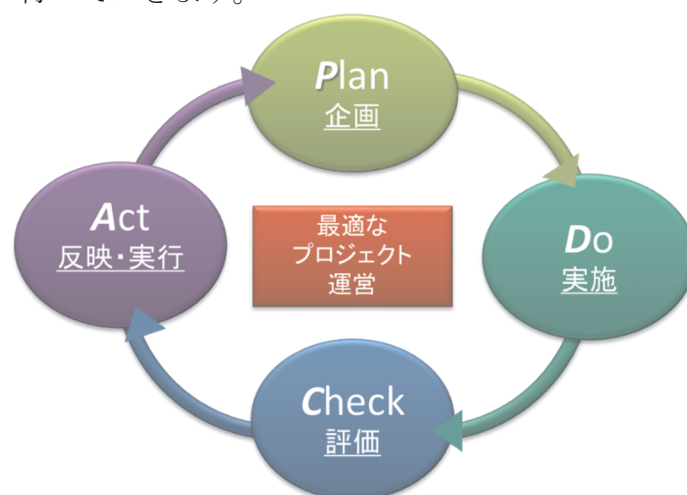 Plan
企画
Do
実施
Check
評価
Act
反映・実行
最適な
プロジェクト
運営